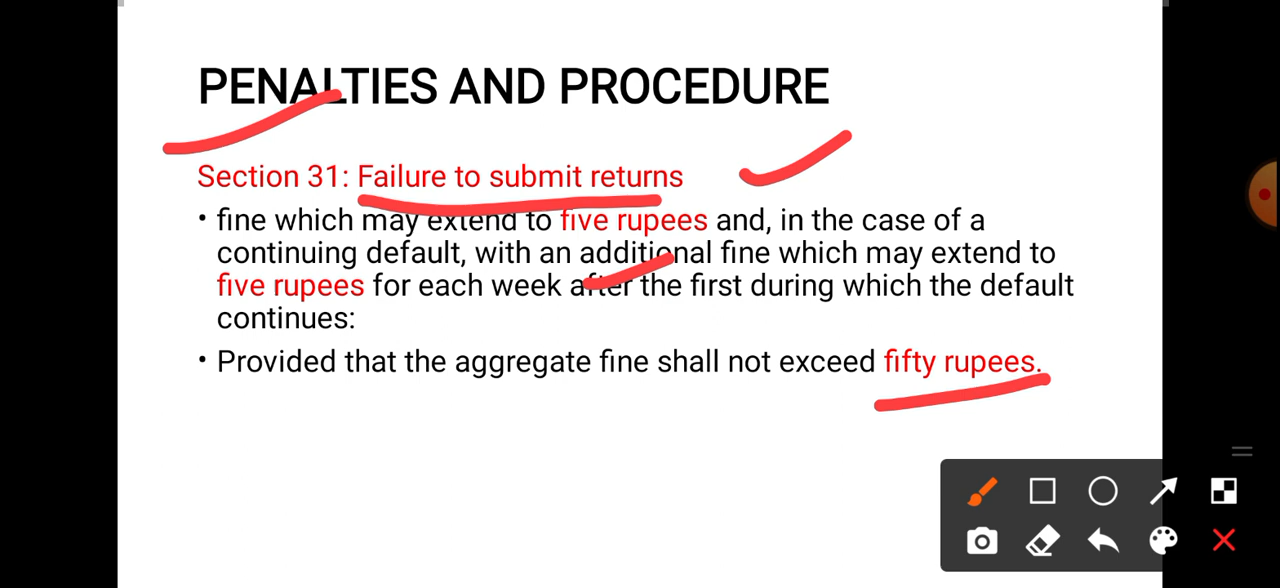 PENALTIES AND PROCEDURE
Section 31: Failure to submit returns
• fine which may extend to five rupees and, in the case of a
continuing default, with an additional fine which may extend to
five rupees for each week after the first during which the default
continues:
• Provided that the aggregate fine shall not exceed fifty rupees.